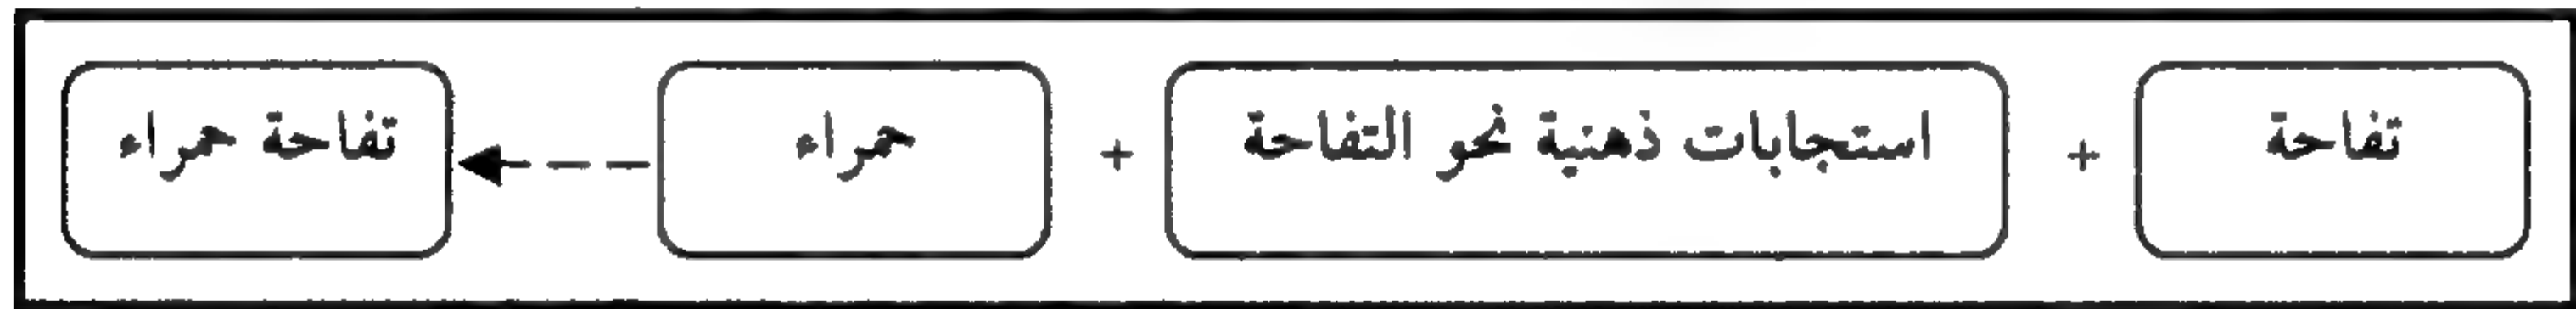 تفاحة + استجابات ذهنية نحو التفاحة + حمراء تفاحة حمراء